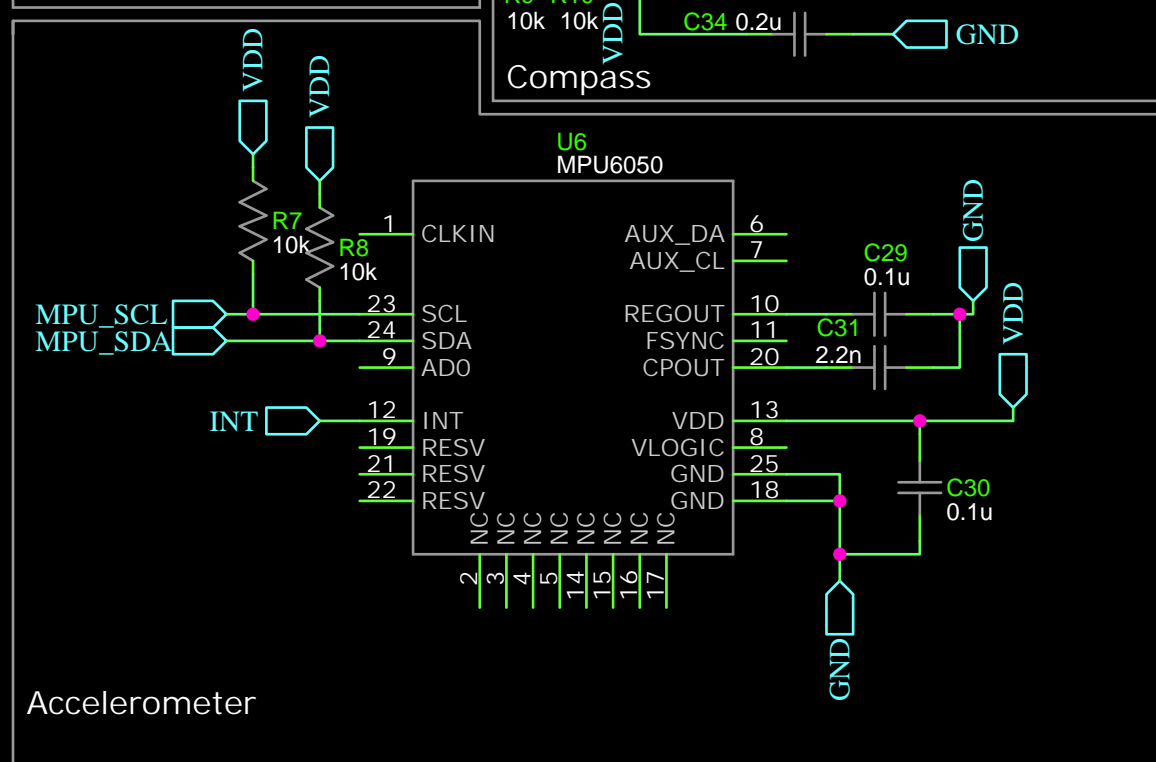 10k 10k
VDD
C34 0.2u
GND
Compass
VDD
VDD
U6
MPU6050
R7
10k
R8
10k
1 CLKIN
MPU_SCL
23 SCL
MPU_SDA
24 SDA
9 AD0
INT
12 INT
19 RESV
21 RESV
22 RESV
AUX_DA 6
AUX_CL 7
REGOUT 10
FSYNC 11
CPOUT 20
VDD 13
VLOGIC 8
GND 25
GND 18
C29
0.1u
C31
2.2n
GND
VDD
C30
0.1u
NC NC NC NC NC NC NC NC
2 3 4 5 14 15 16 17
GND
Accelerometer